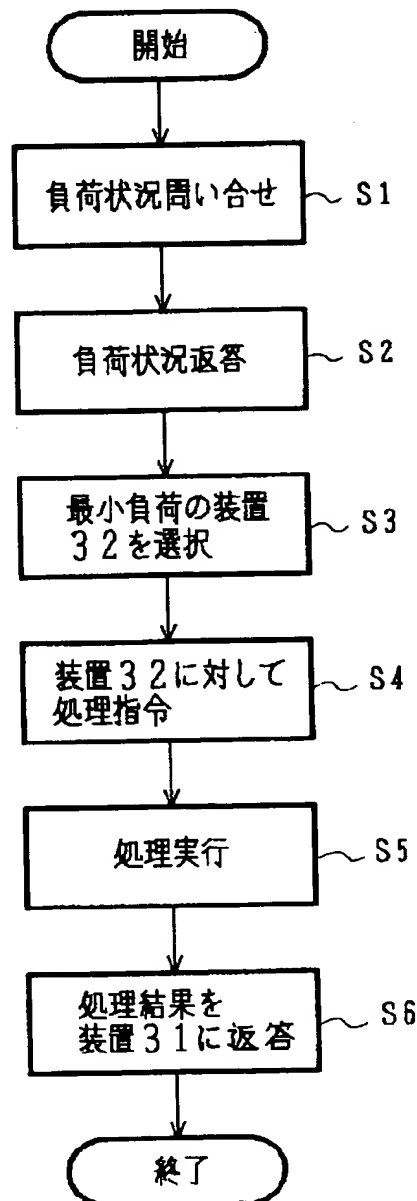 開始
負荷状況問い合せ
S1
負荷状況返答
S2
最小負荷の装置
32を選択
S3
装置32に対して
処理指令
S4
処理実行
S5
処理結果を
装置31に返答
S6
終了